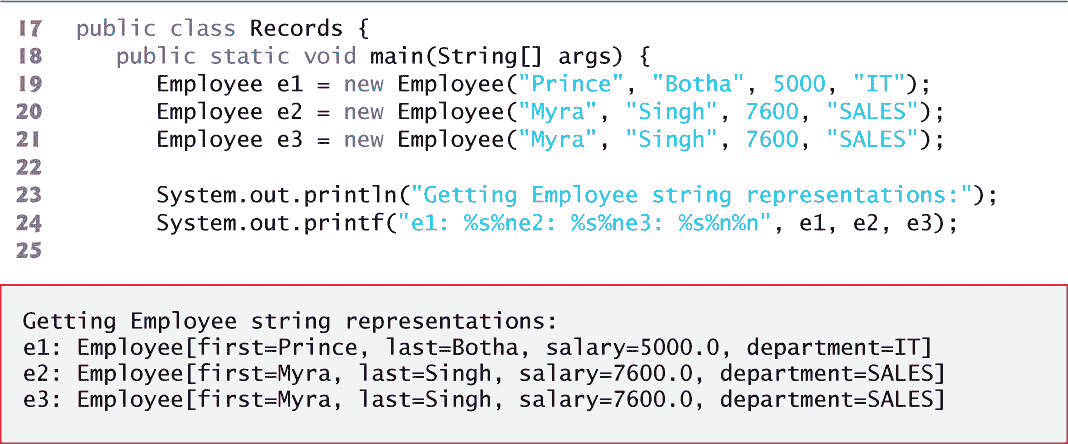 17 public class Records {
18 public static void main(String[] args) {
19 Employee e1 = new Employee("Prince", "Botha", 5000, "IT");
20 Employee e2 = new Employee("Myra", "Singh", 7600, "SALES");
21 Employee e3 = new Employee("Myra", "Singh", 7600, "SALES");
22
23 System.out.println("Getting Employee string representations:");
24 System.out.printf("e1: %s%ne2: %s%ne3: %s%n%n", e1, e2, e3);
25
Getting Employee string representations:
e1: Employee[first=Prince, last=Botha, salary=5000.0, department=IT]
e2: Employee[first=Myra, last=Singh, salary=7600.0, department=SALES]
e3: Employee[first=Myra, last=Singh, salary=7600.0, department=SALES]